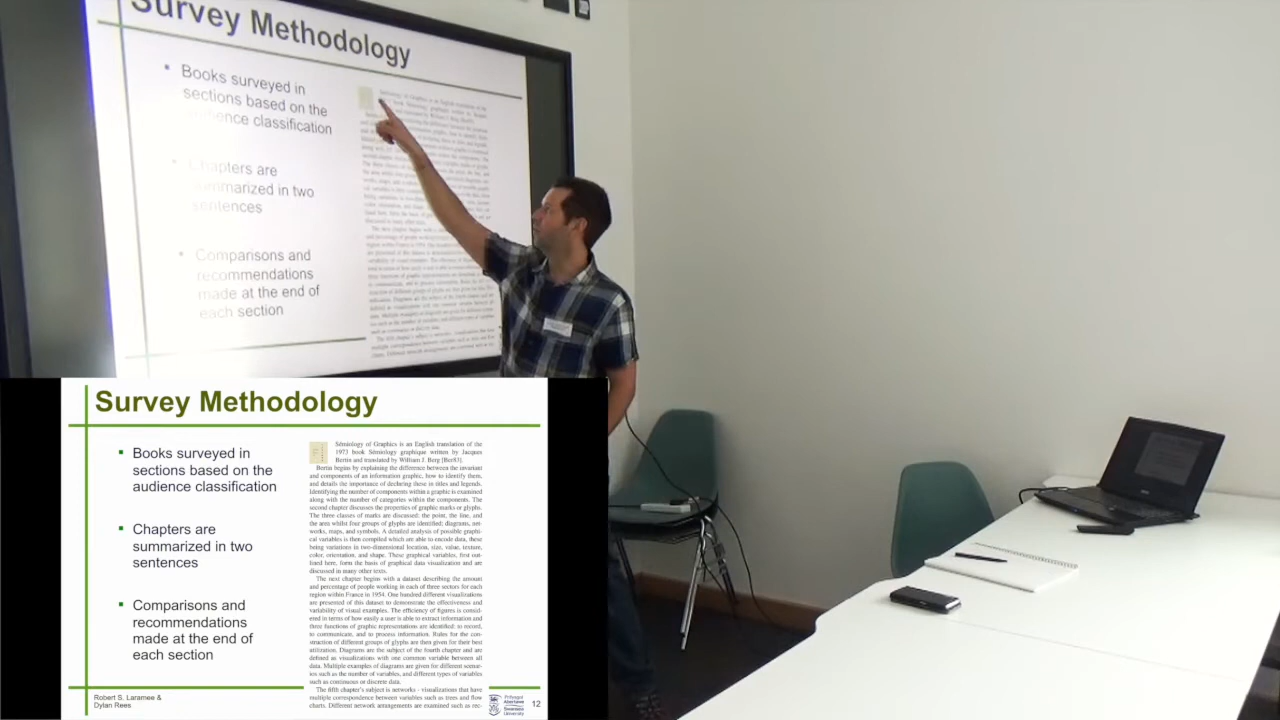 Survey Methodology
Books surveyed in
sections based on the
audience classification
Chapters are
summarized in two
sentences
Comparisons and
recommendations
made at the end of
each section
Survey Methodology
Books surveyed in
sections based on the
audience classification
Chapters are
summarized in two
sentences
Comparisons and
recommendations
made at the end of
each section
Sémiology of Graphics is an English translation of the
1973 book Sémiology graphique written by Jacques
Bertin and translated by William J. Berg [Ber83].
Bertin begins by explaining the difference between the invariant
and components of an information graphic, how to identify them,
and details the importance of declaring these in titles and legends.
Identifying the number of components within a graphic is examined
along with the number of categories within the components. The
second chapter discusses the properties of graphic marks or glyphs.
The three classes of marks are discussed: the point, the line, and
the area whilst four groups of glyphs are identified; diagrams, net-
works, maps, and symbols. A detailed analysis of possible graphi-
cal variables is then compiled which are able to encode data, these
being variations in two-dimensional location, size, value, texture,
color, orientation, and shape. These graphical variables, first out-
lined here, form the basis of graphical data visualization and are
discussed in many other texts.
The next chapter begins with a dataset describing the amount
and percentage of people working in each of three sectors for each
region within France in 1954. One hundred different visualizations
are presented of this dataset to demonstrate the effectiveness and
variability of visual examples. The efficiency of figures is consid-
ered in terms of how easily a user is able to extract information and
three functions of graphic representations are identified: to record,
to communicate, and to process information. Rules for the con-
struction of different groups of glyphs are then given for their best
utilization. Diagrams are the subject of the fourth chapter and are
defined as visualizations with one common variable between all
data. Multiple examples of diagrams are given for different scenar-
ios such as the number of variables, and different types of variables
such as continuous or discrete data.
The fifth chapter's subject is networks - visualizations that have
multiple correspondence between variables such as trees and flow
charts. Different network arrangements are examined such as rec-
Robert S. Laramee &
Dylan Rees
Prifysgol
Abertawe
Swansea
University
12